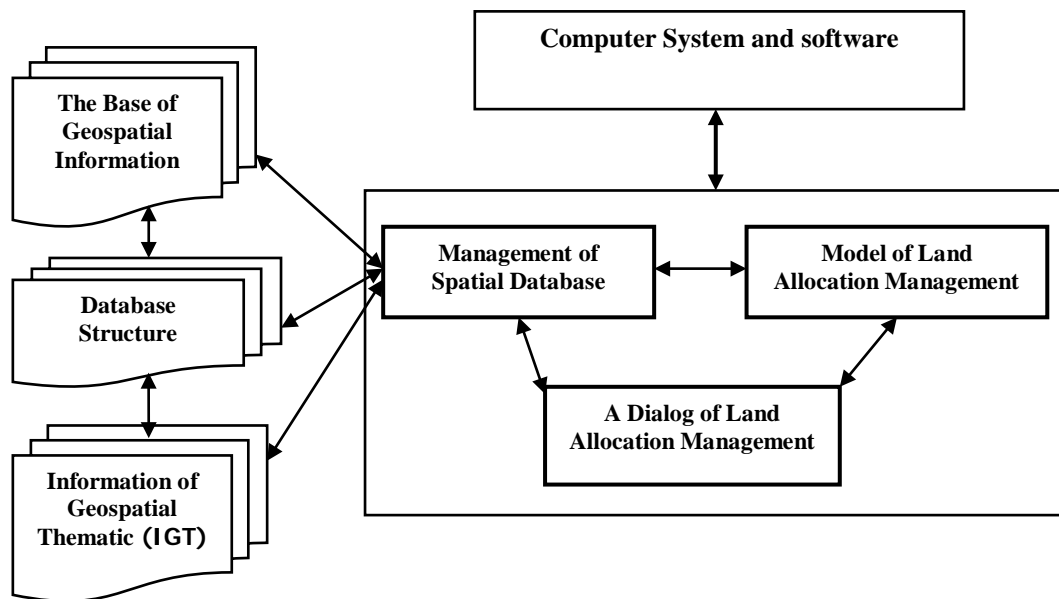 Computer System and software
The Base of
Geospatial
Information
Management of
Spatial Database
Model of Land
Allocation Management
Database
Structure
A Dialog of Land
Allocation Management
Information of
Geospatial
Thematic (IGT)